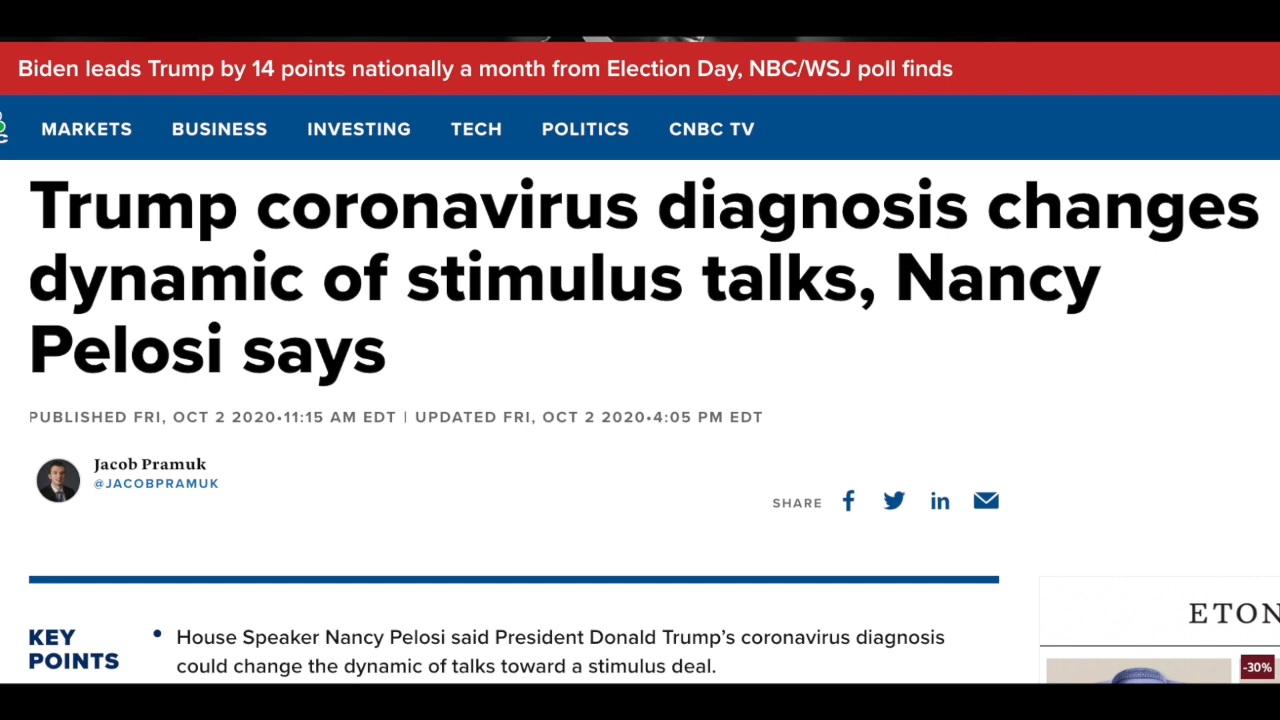 Biden leads Trump by 14 points nationally a month from Election Day, NBC/WSJ poll finds
MARKETS BUSINESS INVESTING TECH POLITICS CNBC TV
Trump coronavirus diagnosis changes
dynamic of stimulus talks, Nancy
Pelosi says
PUBLISHED FRI, OCT 2 2020•11:15 AM EDT | UPDATED FRI, OCT 2 2020•4:05 PM EDT
Jacob Pramuk
@JACOBPRAMUK
SHARE
KEY
POINTS
• House Speaker Nancy Pelosi said President Donald Trump’s coronavirus diagnosis
could change the dynamic of talks toward a stimulus deal.
ETON
-30%